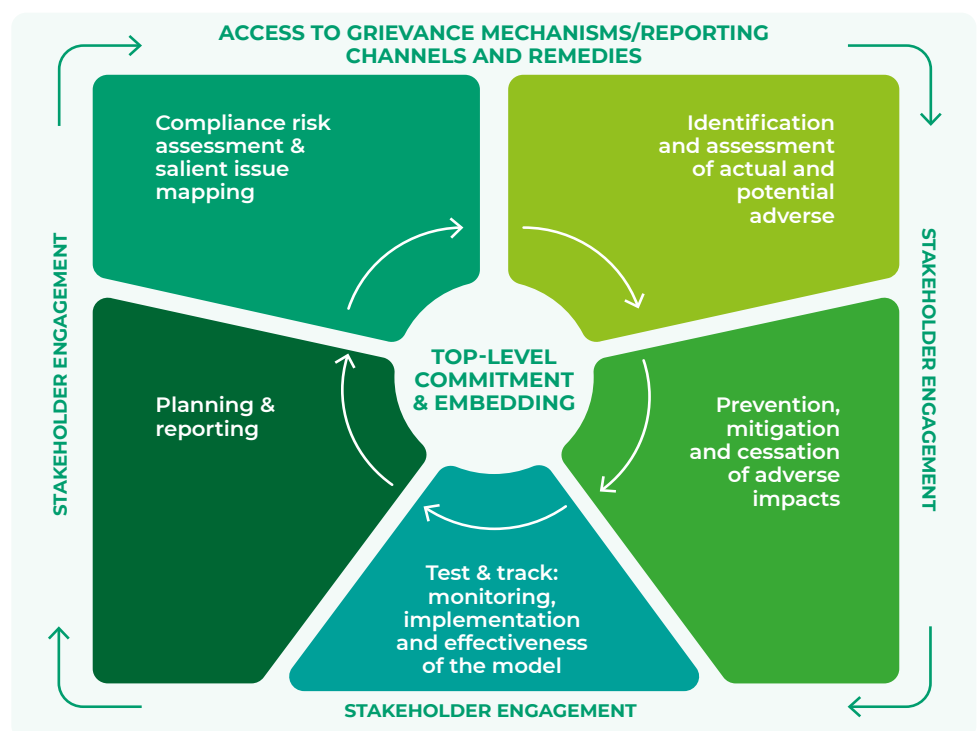 ACCESS TO GRIEVANCE MECHANISMS/REPORTING
CHANNELS AND REMEDIES
Compliance risk
assessment &
salient issue
mapping
Identification
and assessment
of actual and
potential
adverse
STAKEHOLDER ENGAGEMENT
STAKEHOLDER ENGAGEMENT
TOP-LEVEL
COMMITMENT
& EMBEDDING
Planning &
reporting
Prevention,
mitigation
and cessation
of adverse
impacts
Test & track:
monitoring,
implementation
and effectiveness
of the model
STAKEHOLDER ENGAGEMENT